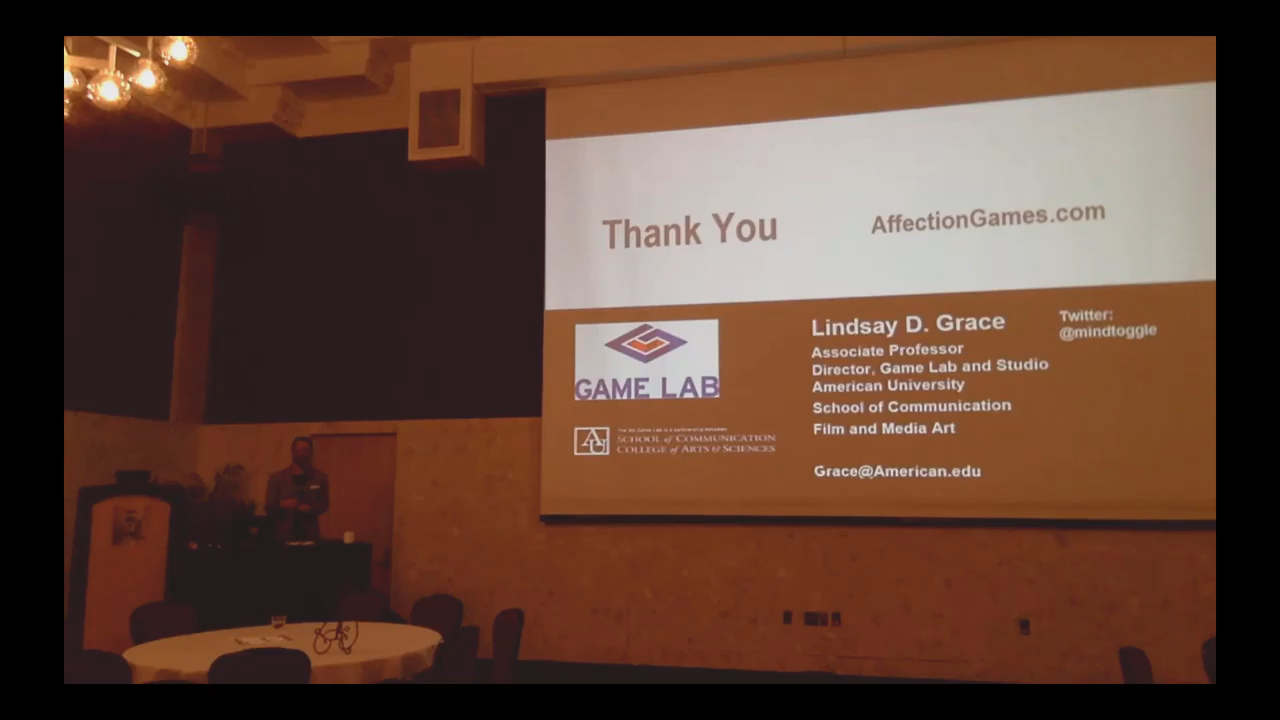 Thank You
AffectionGames.com
GAME LAB
AU
SCHOOL of COMMUNICATION
COLLEGE of ARTS & SCIENCES
Lindsay D. Grace
Associate Professor
Director, Game Lab and Studio
American University
School of Communication
Film and Media Art
Grace@American.edu
Twitter:
@mindtoggle